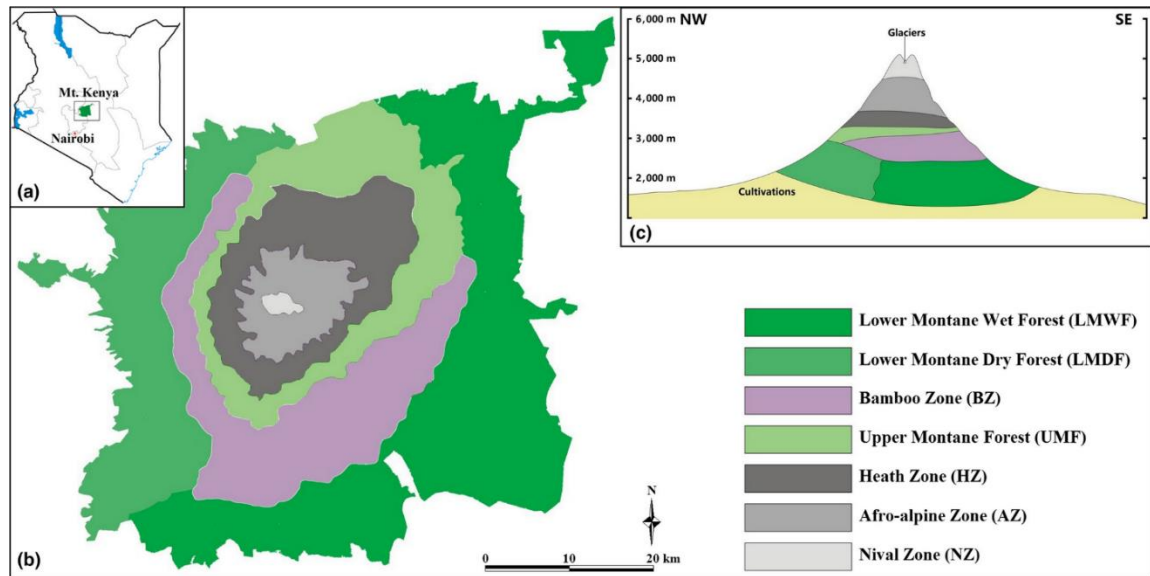 (a)
Mt. Kenya
Nairobi
(b)
N
0 10 20 km
6,000 m NW SE
Glaciers
5,000 m
4,000 m
3,000 m
2,000 m
Cultivations
(c)
Lower Montane Wet Forest (LMWF)
Lower Montane Dry Forest (LMDF)
Bamboo Zone (BZ)
Upper Montane Forest (UMF)
Heath Zone (HZ)
Afro-alpine Zone (AZ)
Nival Zone (NZ)